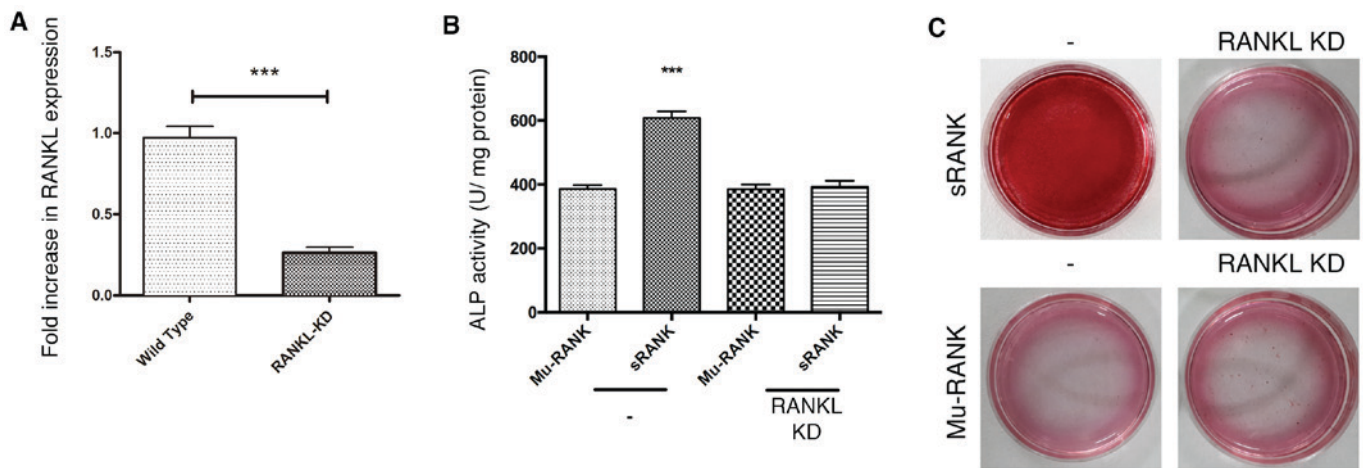 A
Fold increase in RANKL expression
1.5
1.0
0.5
0.0
***
Wild Type
RANKL-KD
B
ALP activity (U/ mg protein)
800
600
400
200
0
***
Mu-RANK
sRANK
Mu-RANK
sRANK
-
RANKL
KD
C
-
RANKL KD
sRANK
-
RANKL KD
Mu-RANK